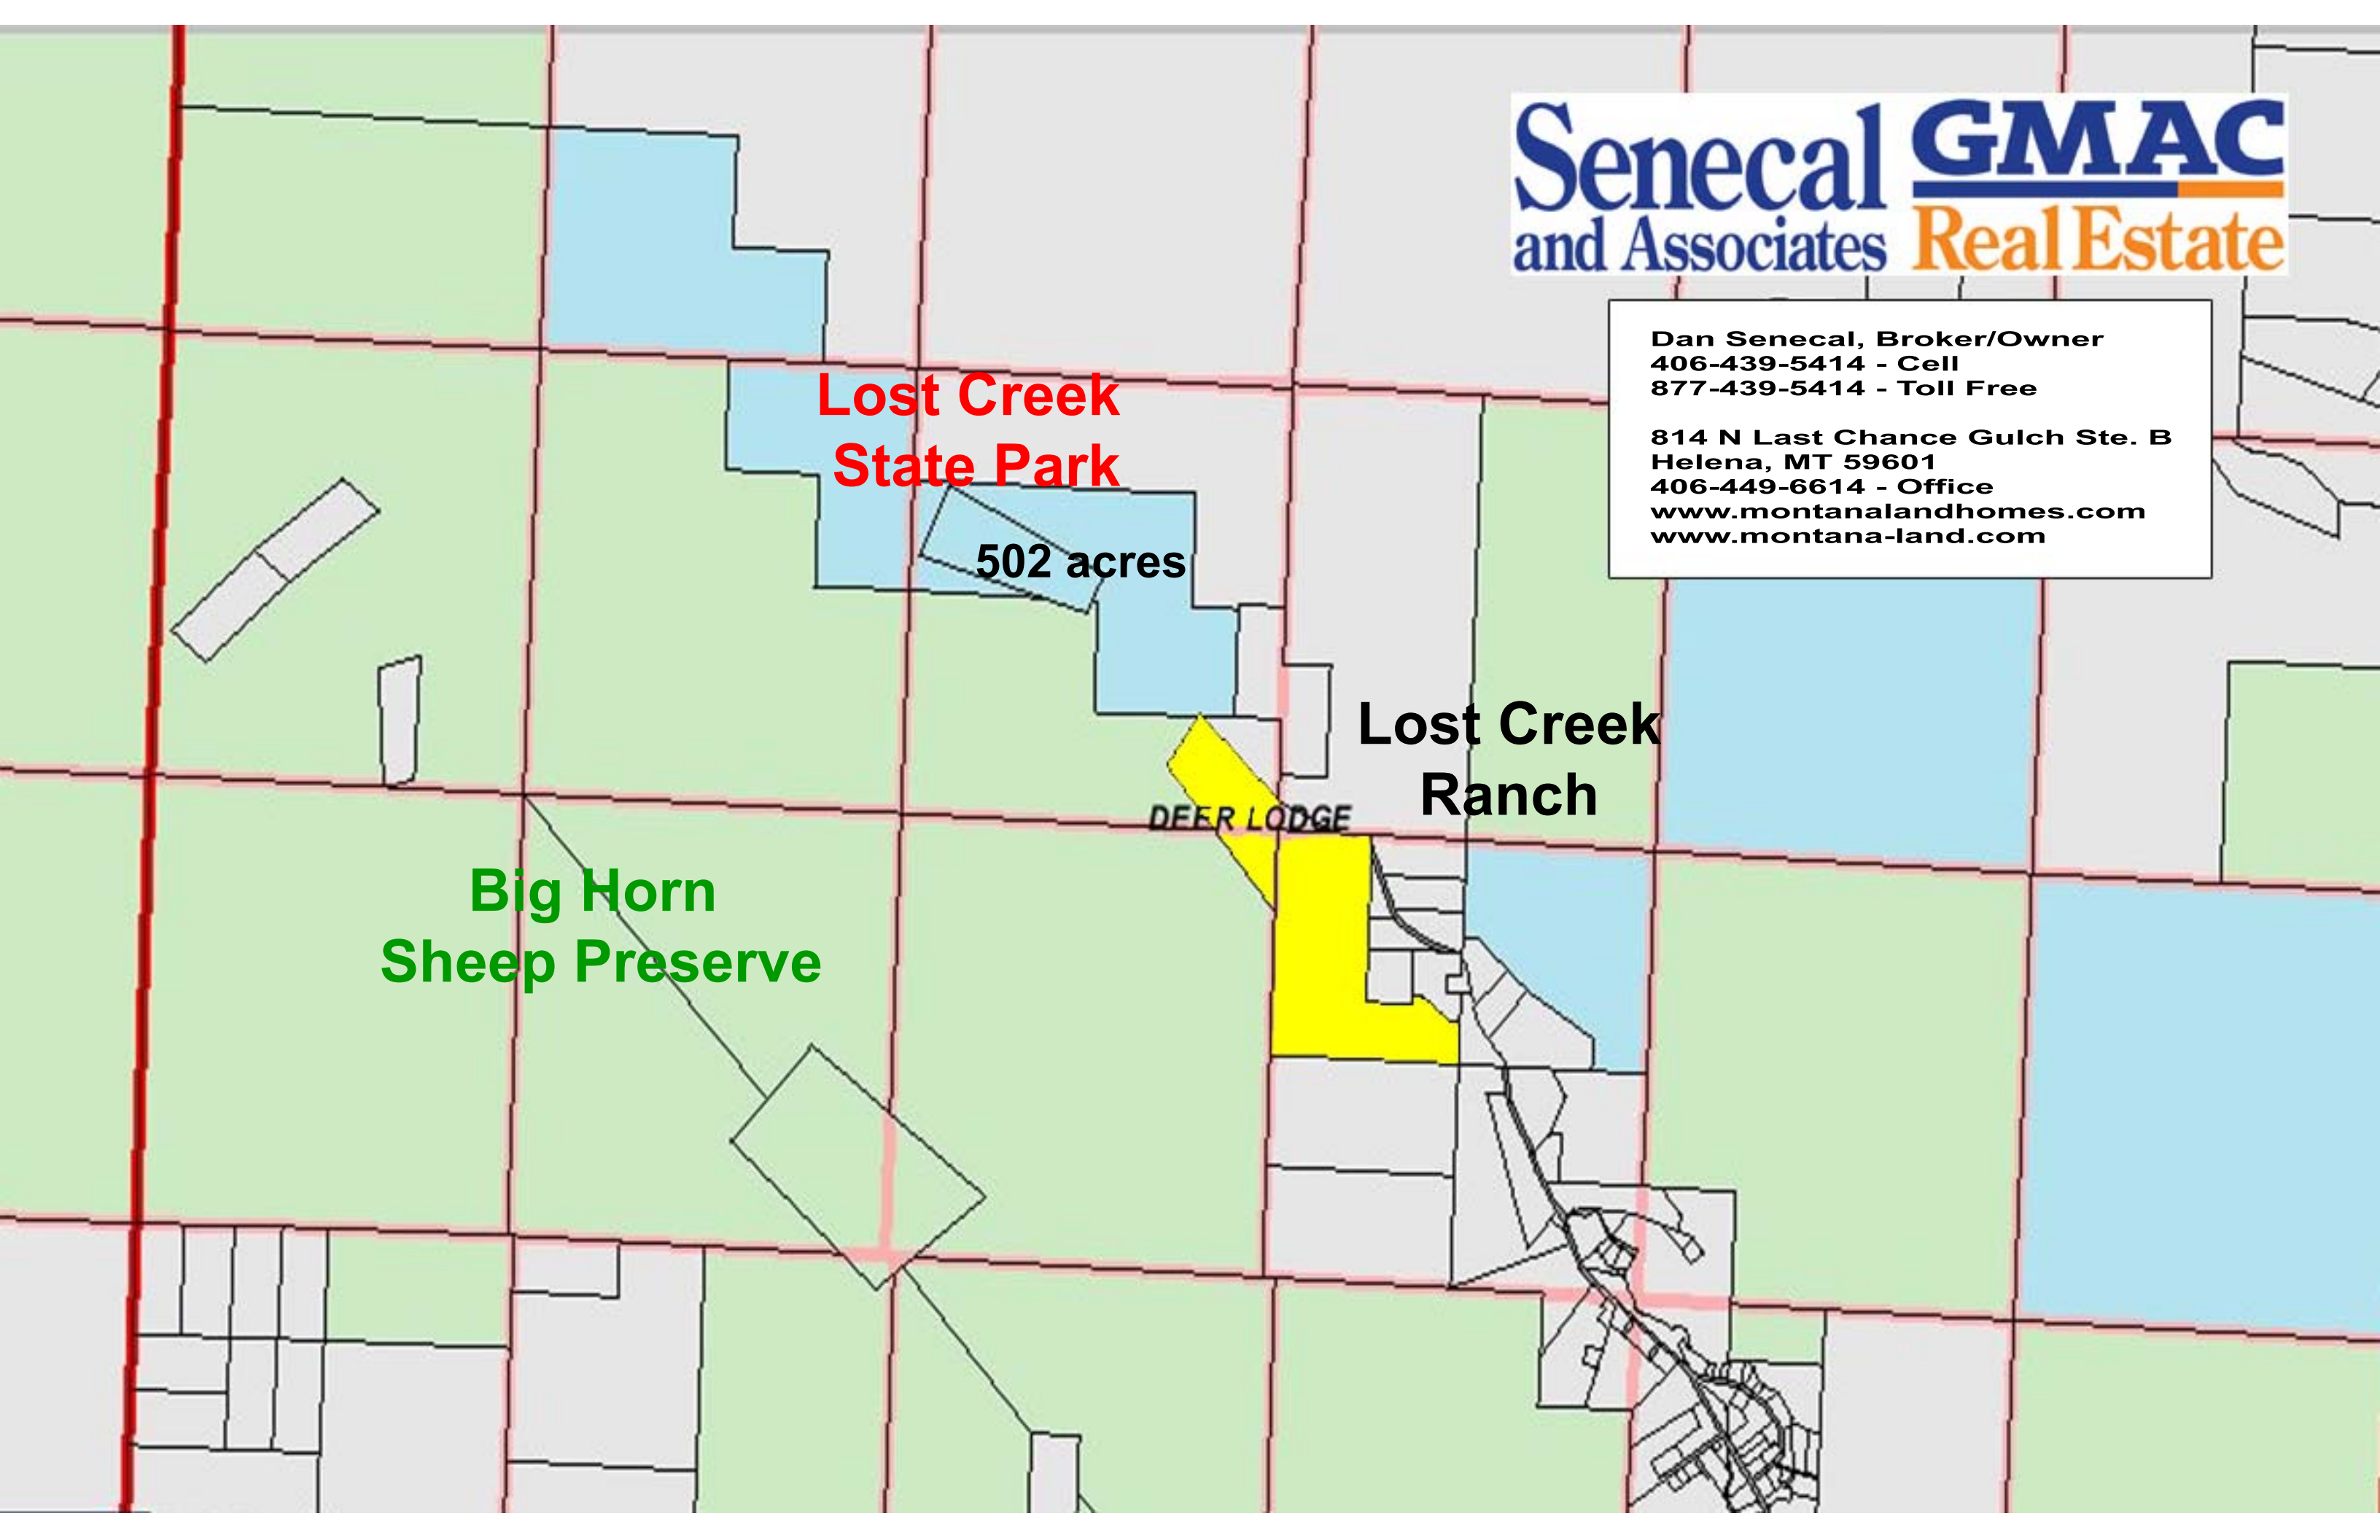 Senecal GMAC
and Associates Real Estate
Dan Senecal, Broker/Owner
406-439-5414 - Cell
877-439-5414 - Toll Free
814 N Last Chance Gulch Ste. B
Helena, MT 59601
406-449-6614 - Office
www.montanalandhomes.com
www.montana-land.com
Lost Creek
State Park
502 acres
Lost Creek
Ranch
DEER LODGE
Big Horn
Sheep Preserve